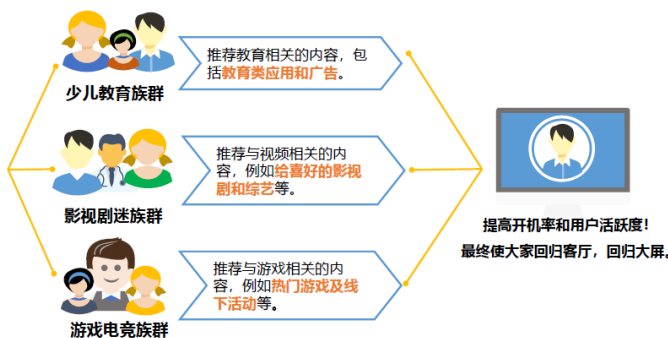 推荐教育相关的内容，包
括教育类应用和广告。
少儿教育族群
推荐与视频相关的内
容，例如给喜好的影视
剧和综艺等。
影视剧迷族群
推荐与游戏相关的内
容，例如热门游戏及线
下活动等。
游戏电竞族群
提高开机率和用户活跃度！
最终使大家回归客厅，回归大屏。